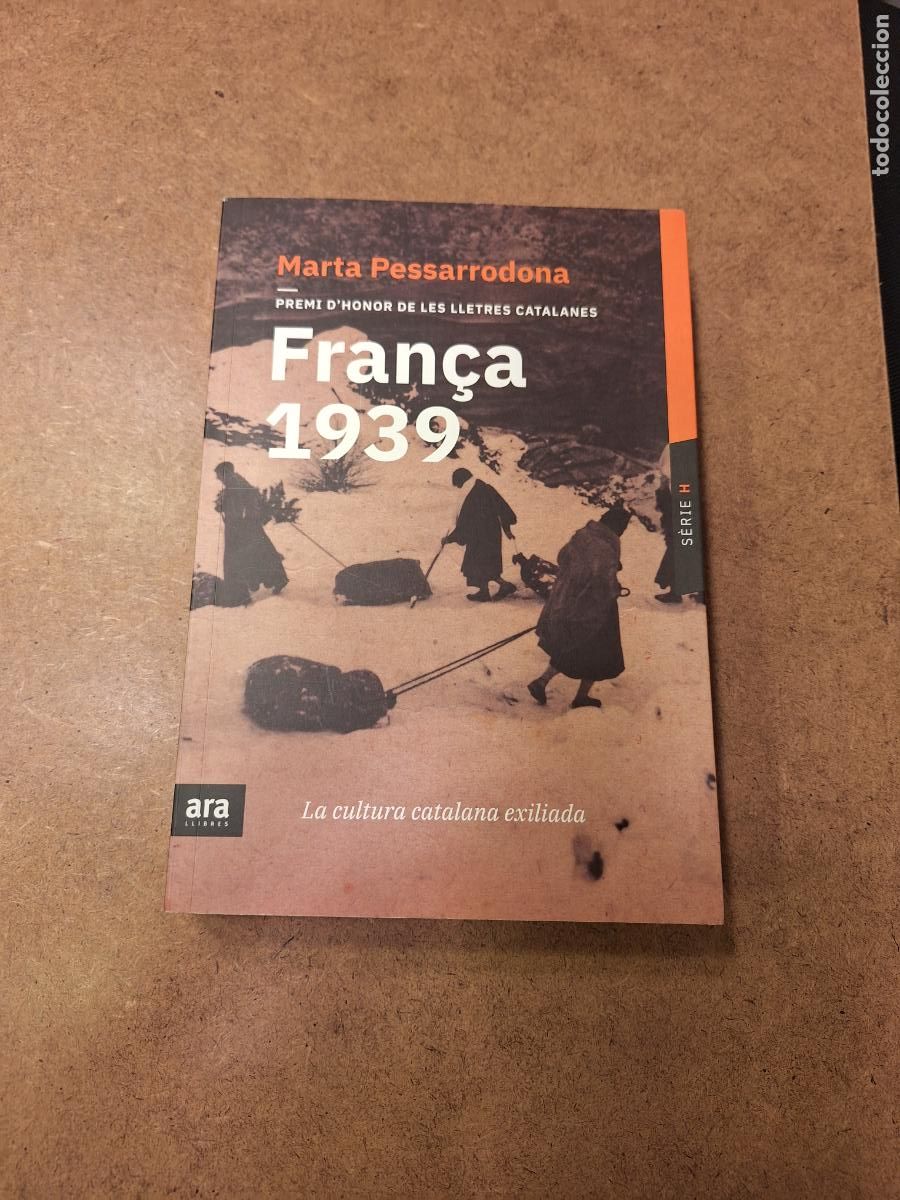 todocoleccion
Marta Pessarrodona
PREMI D'HONOR DE LES LLETRES CATALANES
França
1939
SÈRIE H
ara
LLIBRES
La cultura catalana exiliada